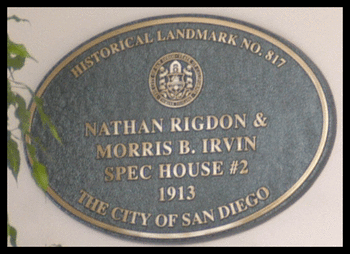 HISTORICAL LANDMARK NO. 817
NATHAN RIGDON &
MORRIS B. IRVIN
SPEC HOUSE #2
1913
THE CITY OF SAN DIEGO